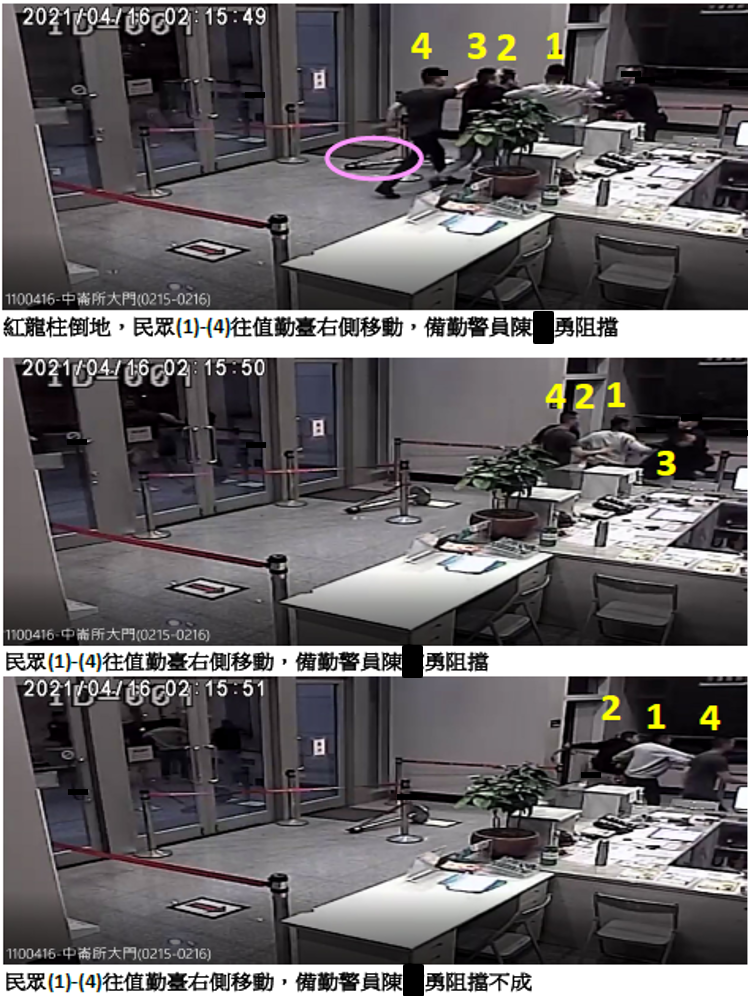 2021/04/16 02:15:49
ID-001
4 3 2 1
1100416-中崙所大門(0215-0216)
紅龍柱倒地，民眾(1)-(4)往值勤臺右側移動，備勤警員陳 勇阻擋
2021/04/16 02:15:50
ID-001
4 2 1
3
1100416-中崙所大門(0215-0216)
民眾(1)-(4)往值勤臺右側移動，備勤警員陳 勇阻擋
2021/04/16 02:15:51
ID-001
2 1 4
1100416-中崙所大門(0215-0216)
民眾(1)-(4)往值勤臺右側移動，備勤警員陳 勇阻擋不成